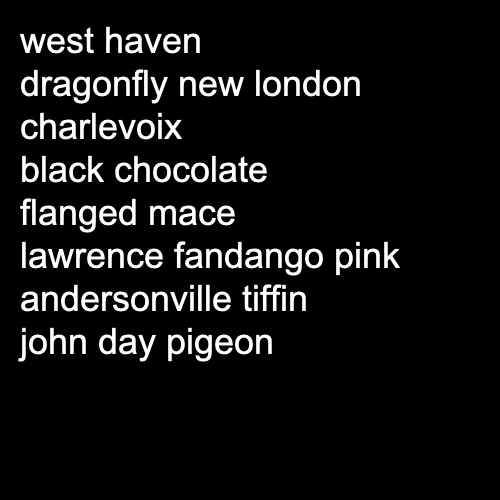 west haven
dragonfly new london
charlevoix
black chocolate
flanged mace
lawrence fandango pink
andersonville tiffin
john day pigeon